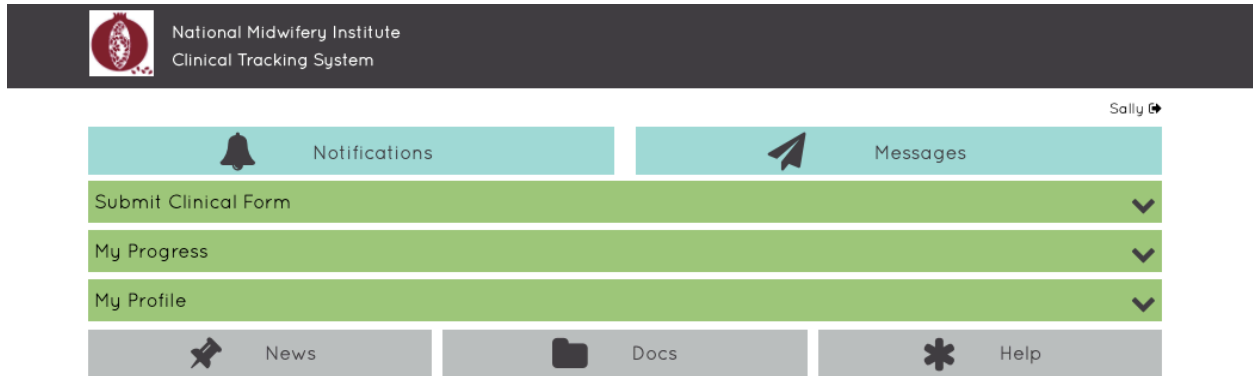 National Midwifery Institute
Clinical Tracking System
Sally
Notifications
Messages
Submit Clinical Form
My Progress
My Profile
News
Docs
Help